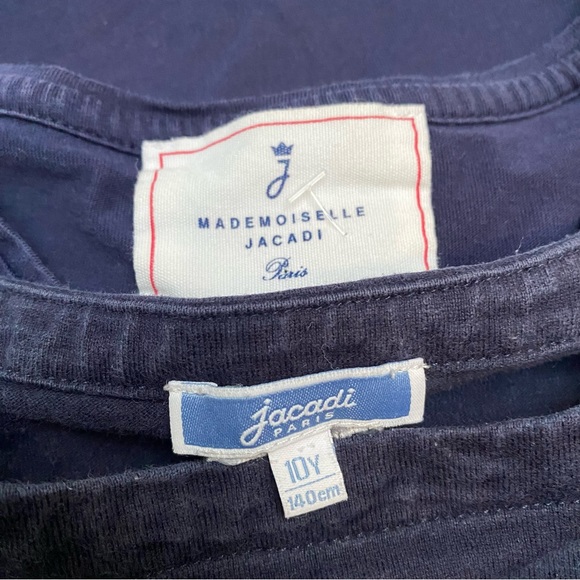 J
MADEMOISELLE
JACADI
Paris
jacadi
PARIS
10Y
140cm